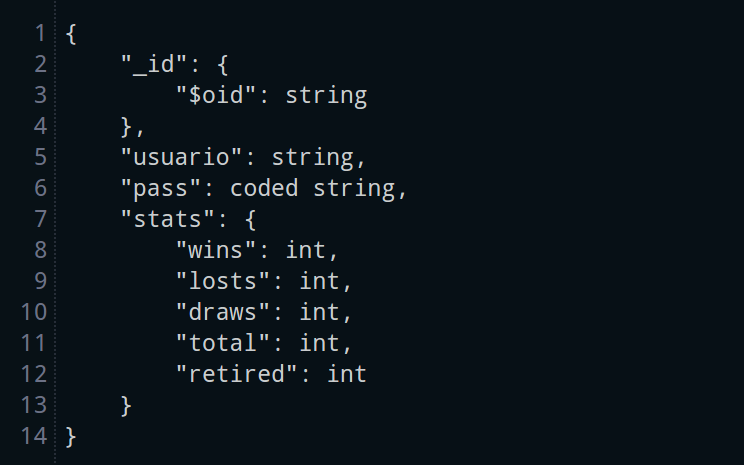 1 {
2     "_id": {
3         "$oid": string
4     },
5     "usuario": string,
6     "pass": coded string,
7     "stats": {
8         "wins": int,
9         "losts": int,
10         "draws": int,
11         "total": int,
12         "retired": int
13     }
14 }